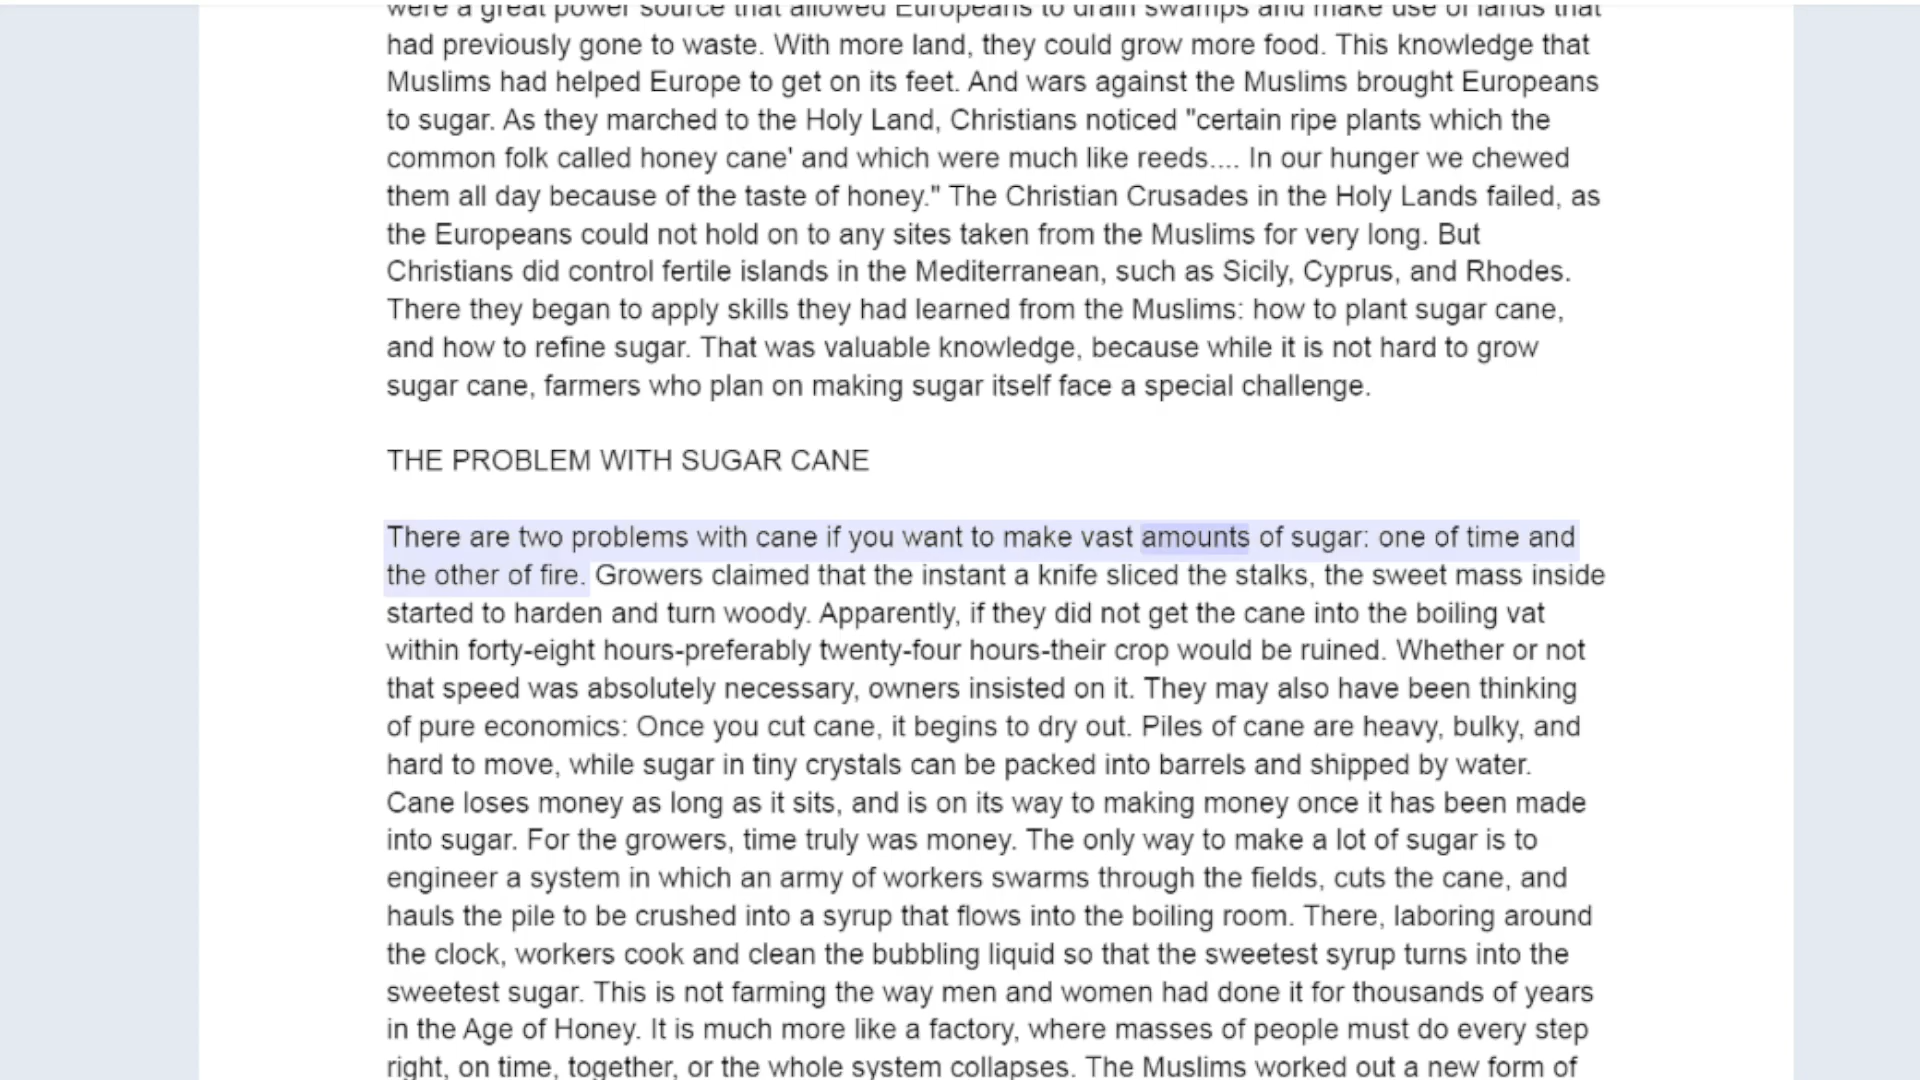 were a great power source that allowed Europeans to drain swamps and make use of lands that
had previously gone to waste. With more land, they could grow more food. This knowledge that
Muslims had helped Europe to get on its feet. And wars against the Muslims brought Europeans
to sugar. As they marched to the Holy Land, Christians noticed "certain ripe plants which the
common folk called honey cane' and which were much like reeds.... In our hunger we chewed
them all day because of the taste of honey." The Christian Crusades in the Holy Lands failed, as
the Europeans could not hold on to any sites taken from the Muslims for very long. But
Christians did control fertile islands in the Mediterranean, such as Sicily, Cyprus, and Rhodes.
There they began to apply skills they had learned from the Muslims: how to plant sugar cane,
and how to refine sugar. That was valuable knowledge, because while it is not hard to grow
sugar cane, farmers who plan on making sugar itself face a special challenge.
THE PROBLEM WITH SUGAR CANE
There are two problems with cane if you want to make vast amounts of sugar: one of time and
the other of fire. Growers claimed that the instant a knife sliced the stalks, the sweet mass inside
started to harden and turn woody. Apparently, if they did not get the cane into the boiling vat
within forty-eight hours-preferably twenty-four hours-their crop would be ruined. Whether or not
that speed was absolutely necessary, owners insisted on it. They may also have been thinking
of pure economics: Once you cut cane, it begins to dry out. Piles of cane are heavy, bulky, and
hard to move, while sugar in tiny crystals can be packed into barrels and shipped by water.
Cane loses money as long as it sits, and is on its way to making money once it has been made
into sugar. For the growers, time truly was money. The only way to make a lot of sugar is to
engineer a system in which an army of workers swarms through the fields, cuts the cane, and
hauls the pile to be crushed into a syrup that flows into the boiling room. There, laboring around
the clock, workers cook and clean the bubbling liquid so that the sweetest syrup turns into the
sweetest sugar. This is not farming the way men and women had done it for thousands of years
in the Age of Honey. It is much more like a factory, where masses of people must do every step
right, on time, together, or the whole system collapses. The Muslims worked out a new form of